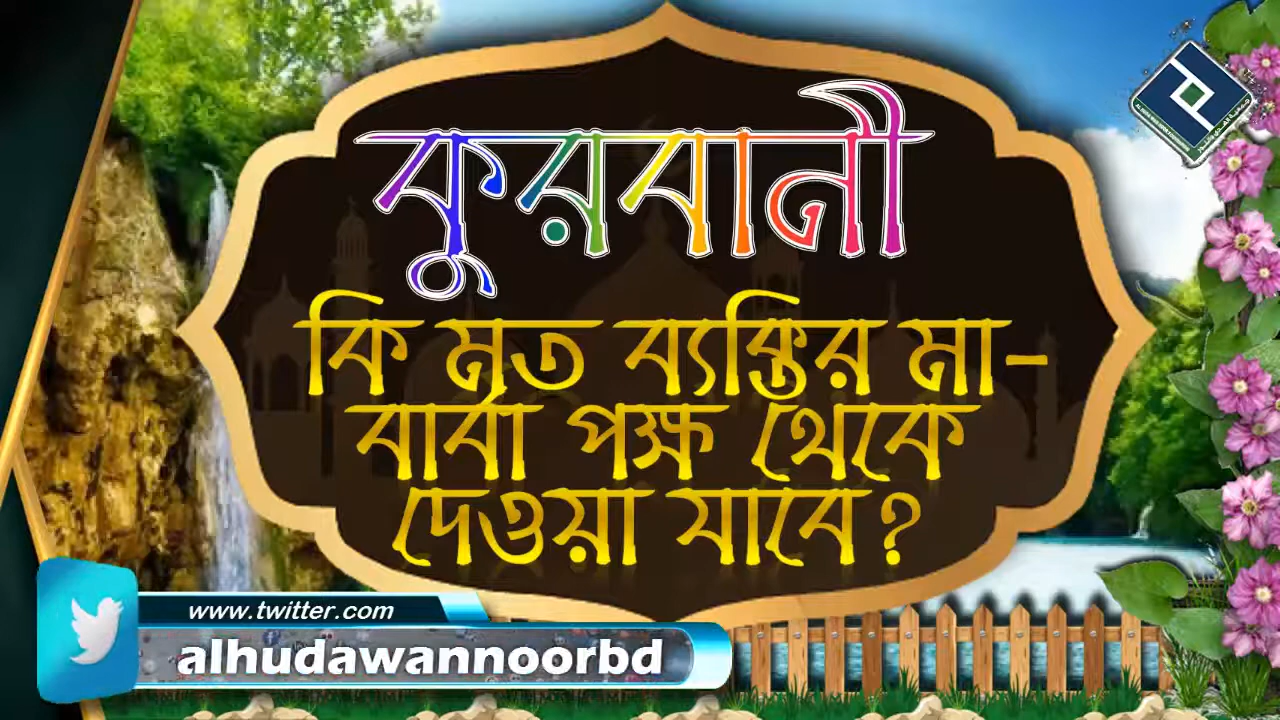 কুরবানী
কি মৃত ব্যক্তির মা-
বাবা পক্ষ থেকে
দেওয়া যাবে?
www.twitter.com
alhudawannoorbd